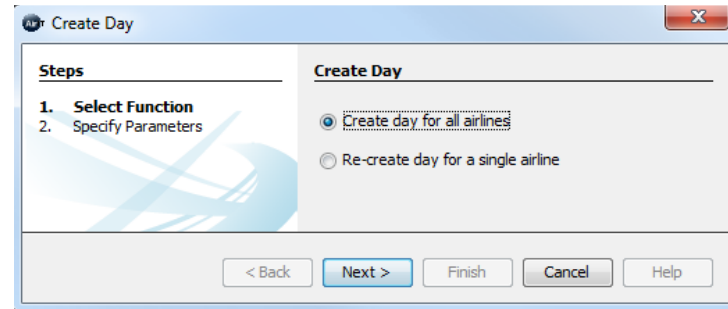 Create Day
Steps
1. Select Function
2. Specify Parameters
Create Day
Create day for all airlines
Re-create day for a single airline
< Back
Next >
Finish
Cancel
Help